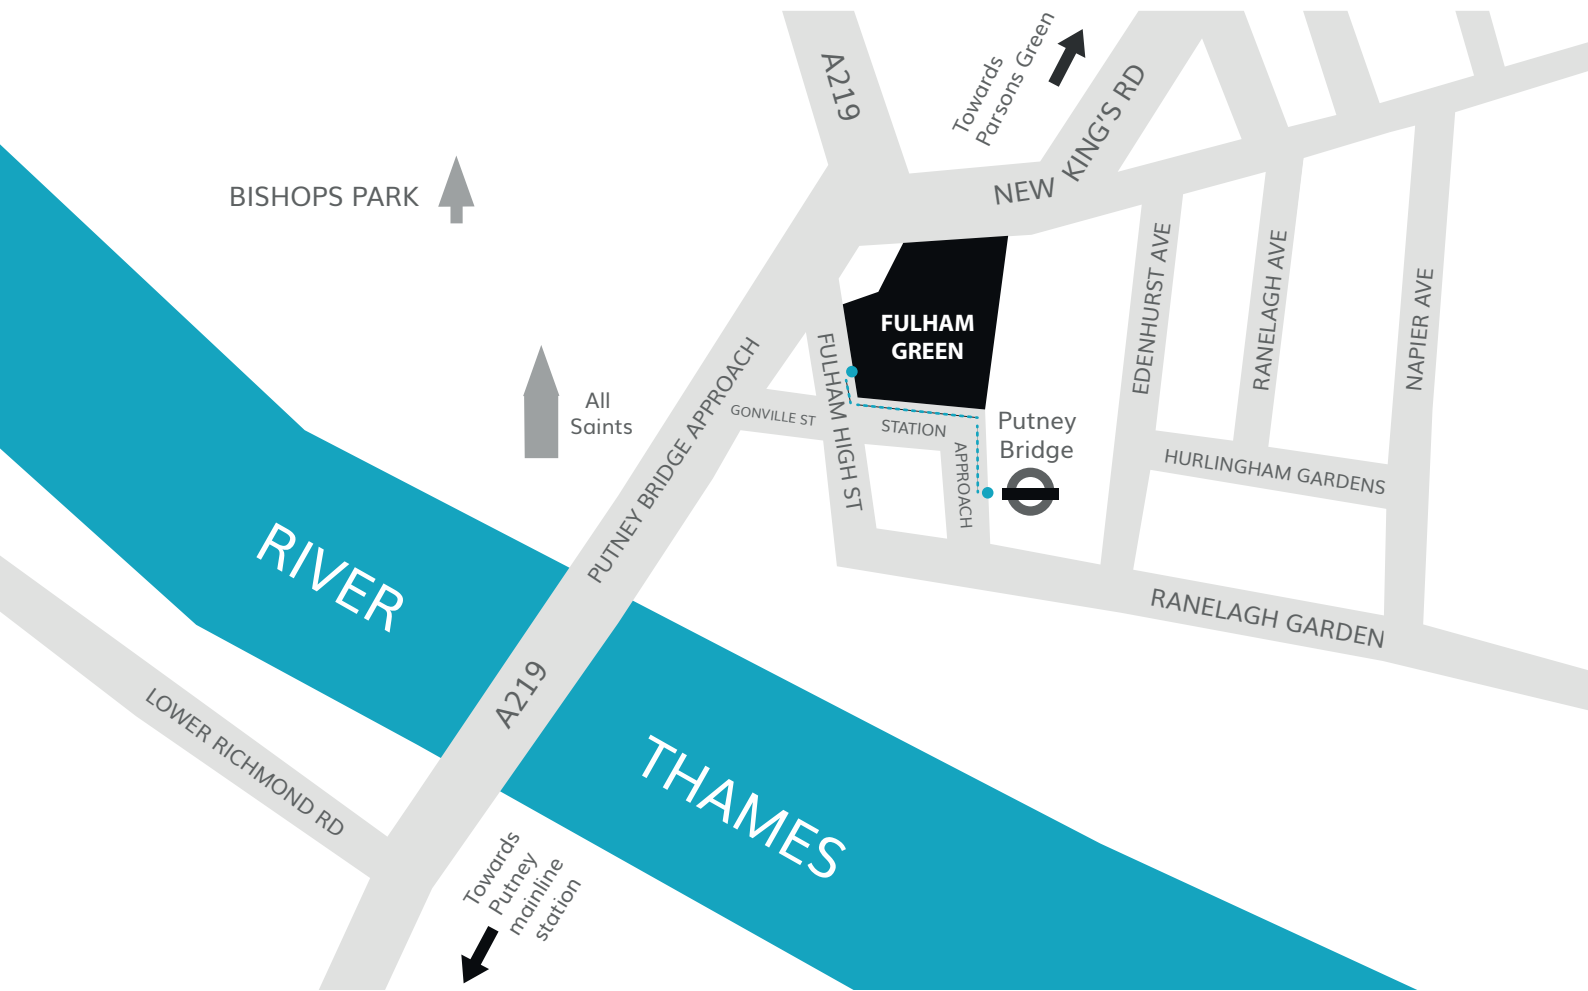 A219
Towards
Parsons Green
NEW KING'S RD
BISHOPS PARK
FULHAM
GREEN
EDENHURST AVE
RANELAGH AVE
NAPIER AVE
PUTNEY BRIDGE APPROACH
FULHAM HIGH ST
All
Saints
GONVILLE ST
STATION
APPROACH
Putney
Bridge
HURLINGHAM GARDENS
RANELAGH GARDEN
RIVER
THAMES
A219
LOWER RICHMOND RD
Towards
Putney
mainline
station